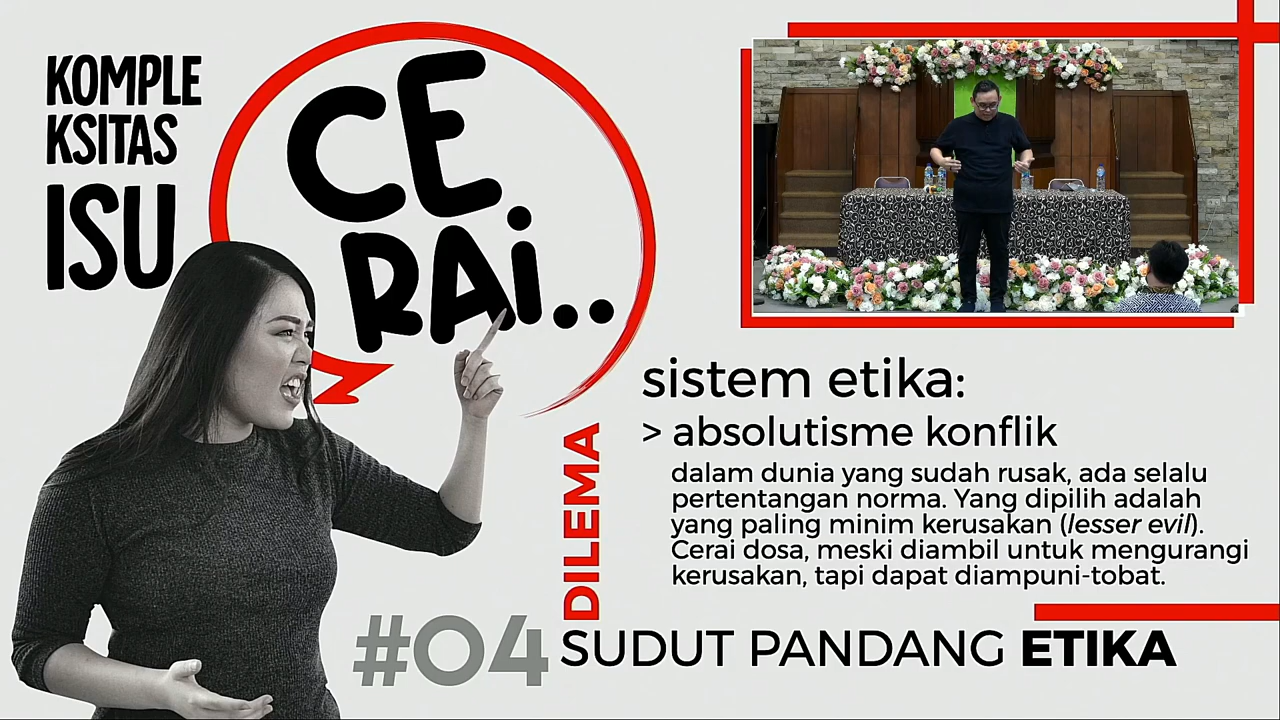 KOMPLE
KSITAS
ISU
CE
RAi..
sistem etika:
> absolutisme konflik
dalam dunia yang sudah rusak, ada selalu
pertentangan norma. Yang dipilih adalah
yang paling minim kerusakan (lesser evil).
Cerai dosa, meski diambil untuk mengurangi
kerusakan, tapi dapat diampuni-tobat.
DILEMA
#04 SUDUT PANDANG ETIKA